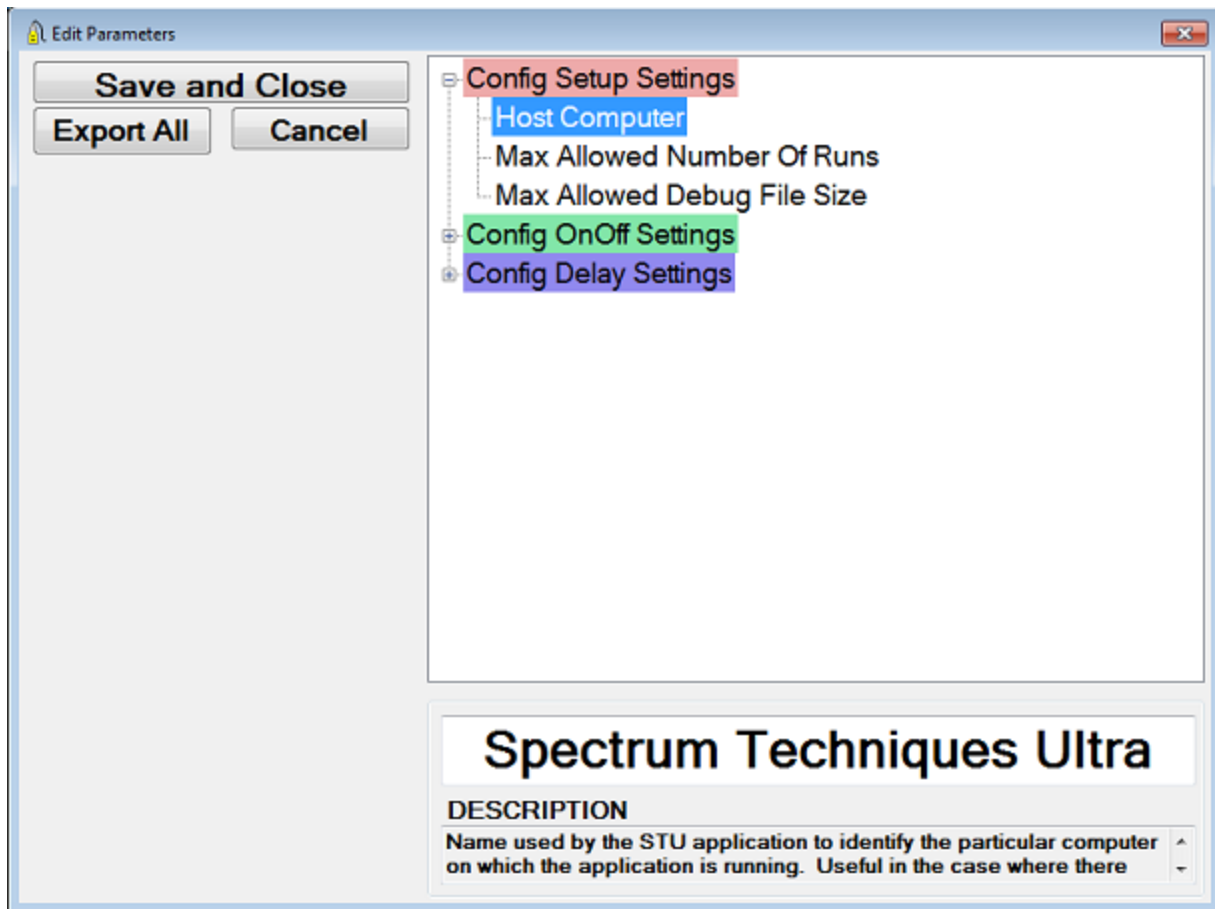 Edit Parameters
Save and Close
Export All
Cancel
Config Setup Settings
Host Computer
Max Allowed Number Of Runs
Max Allowed Debug File Size
Config OnOff Settings
Config Delay Settings
Spectrum Techniques Ultra
DESCRIPTION
Name used by the STU application to identify the particular computer
on which the application is running.  Useful in the case where there